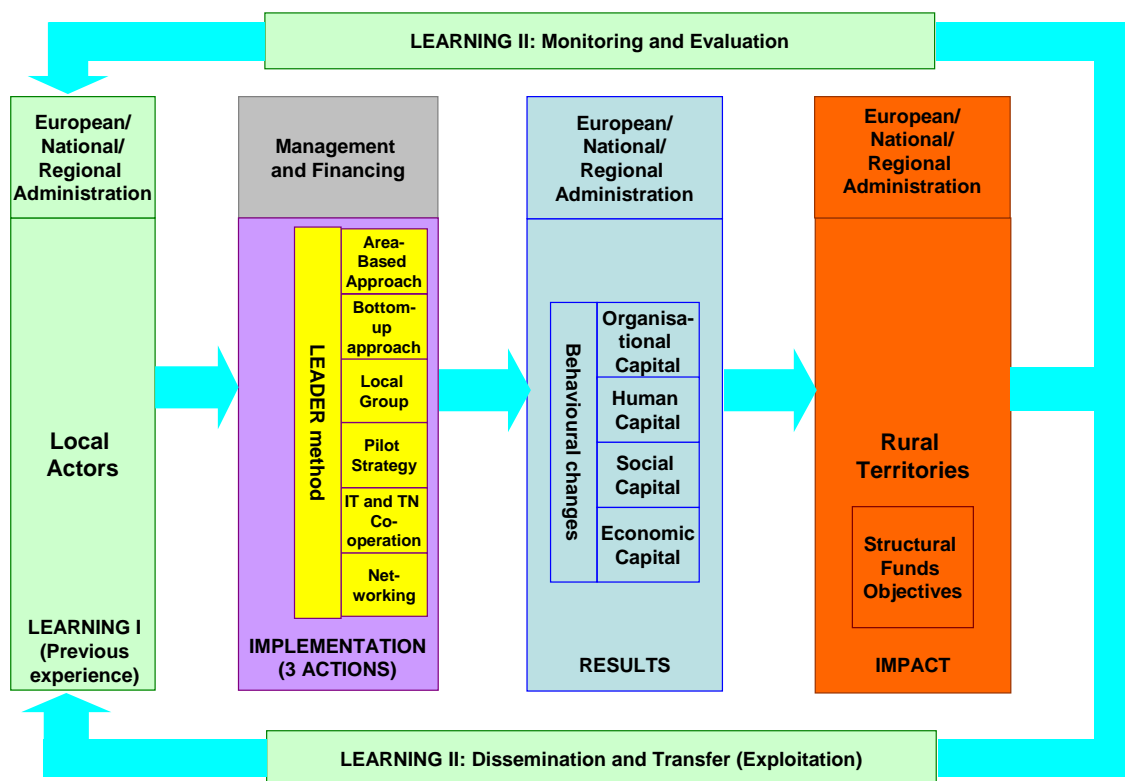 LEARNING II: Monitoring and Evaluation
European/
National/
Regional
Administration
Local
Actors
LEARNING I
(Previous
experience)
Management
and Financing
LEADER method
Area-
Based
Approach
Bottom-
up
approach
Local
Group
Pilot
Strategy
IT and TN
Co-
operation
Net-
working
IMPLEMENTATION
(3 ACTIONS)
European/
National/
Regional
Administration
Behavioural changes
Organisa-
tional
Capital
Human
Capital
Social
Capital
Economic
Capital
RESULTS
European/
National/
Regional
Administration
Rural
Territories
Structural
Funds
Objectives
IMPACT
LEARNING II: Dissemination and Transfer (Exploitation)